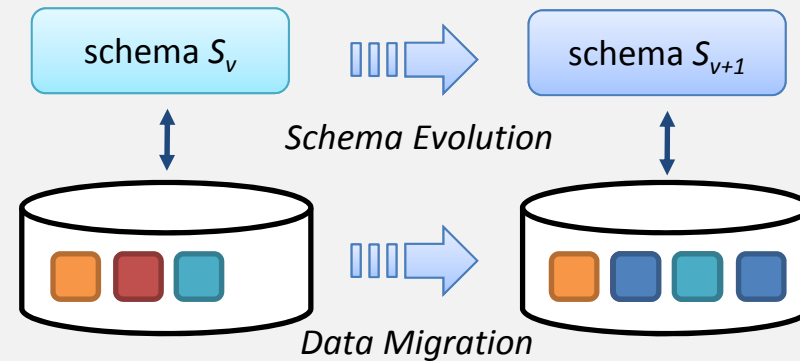 schema Sᵥ
schema Sᵥ₊₁
Schema Evolution
Data Migration